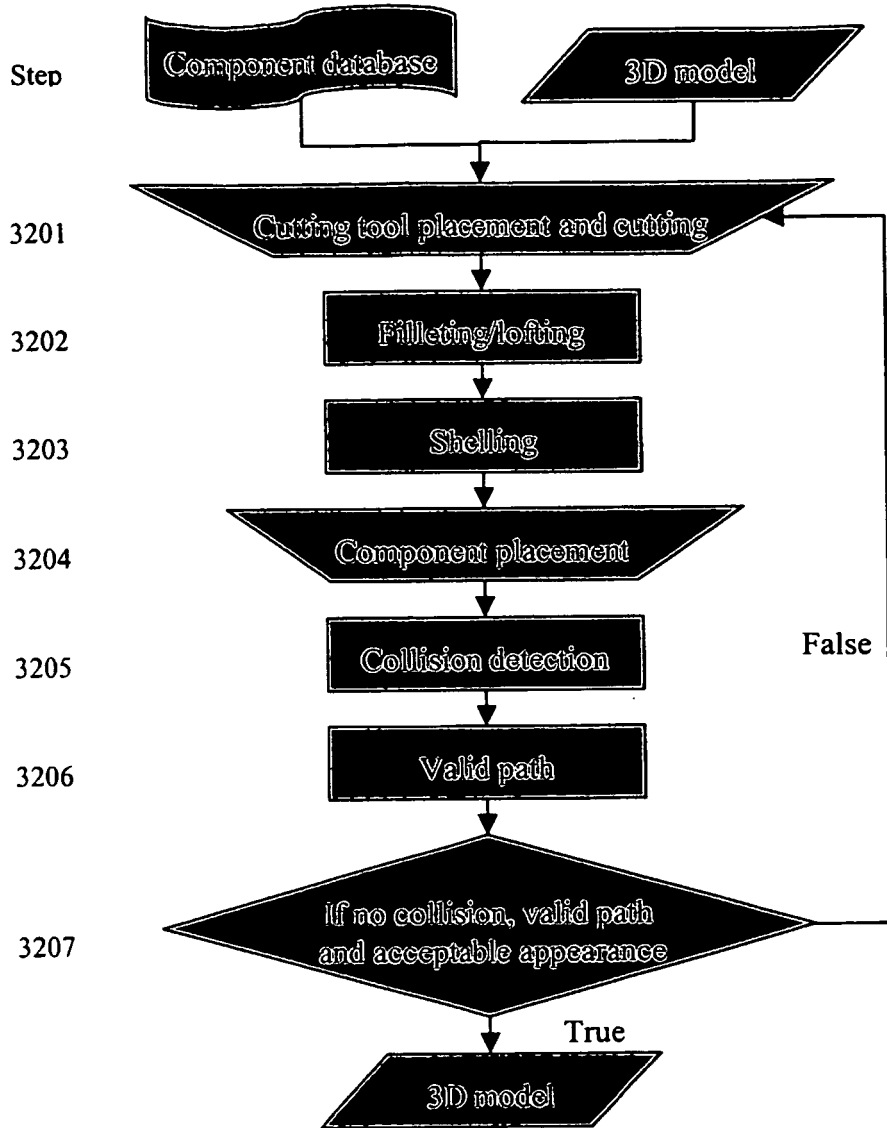 Step
Component database
3D model
3201
Cutting tool placement and cutting
3202
Filleting/lofting
3203
Shelling
3204
Component placement
3205
Collision detection
False
3206
Valid path
3207
If no collision, valid path
and acceptable appearance
True
3D model